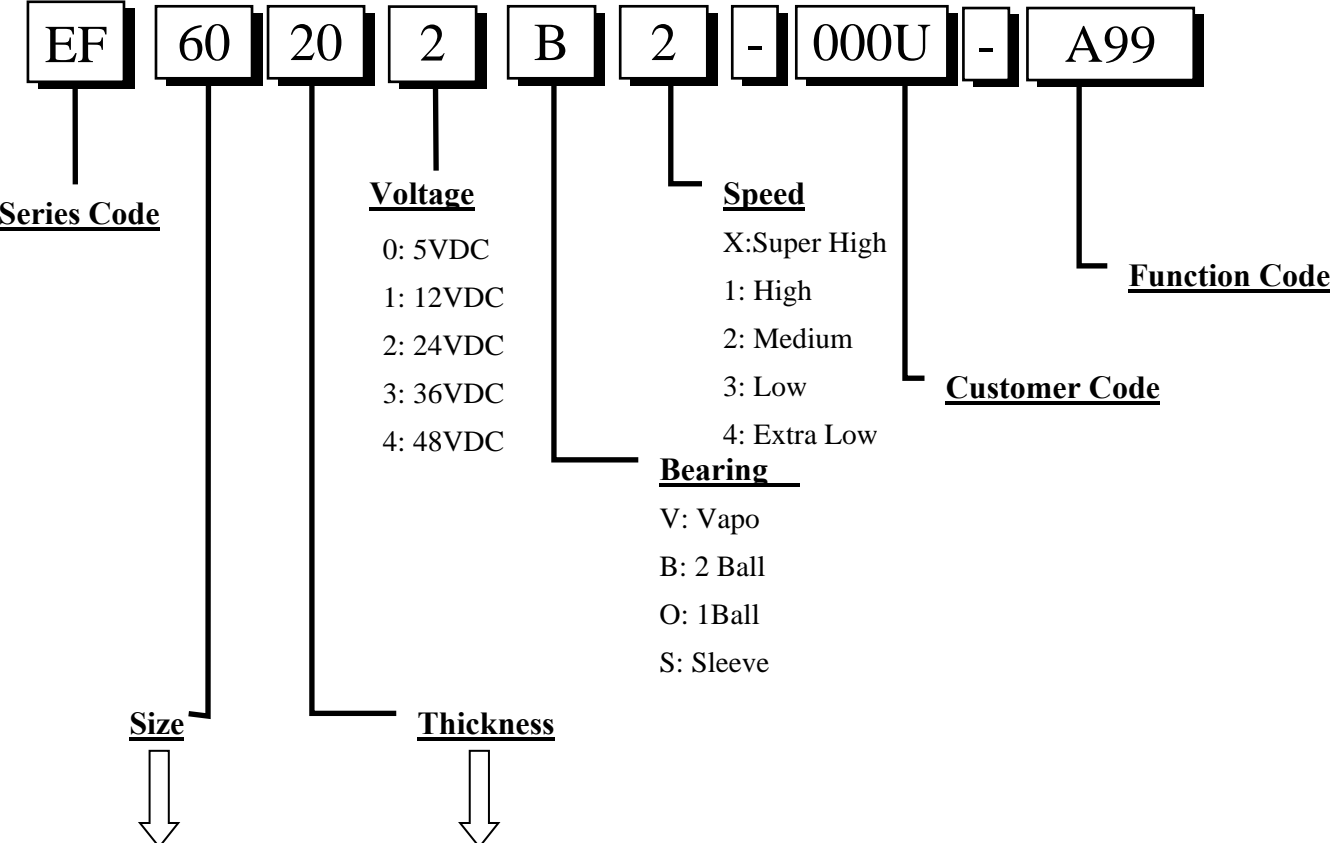 EF 60 20 2 B 2 - 000U - A99
Series Code
Voltage
0: 5VDC
1: 12VDC
2: 24VDC
3: 36VDC
4: 48VDC
Speed
X:Super High
1: High
2: Medium
3: Low
4: Extra Low
Function Code
Customer Code
Bearing
V: Vapo
B: 2 Ball
O: 1Ball
S: Sleeve
Size
Thickness